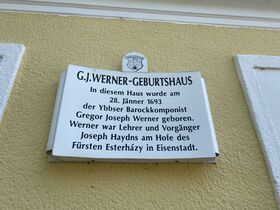 G.J.WERNER-GEBURTSHAUS
In diesem Haus wurde am
28. Jänner 1693
der Ybbser Barockkomponist
Gregor Joseph Werner geboren.
Werner war Lehrer und Vorgänger
Joseph Haydns am Hofe des
Fürsten Esterházy in Eisenstadt.